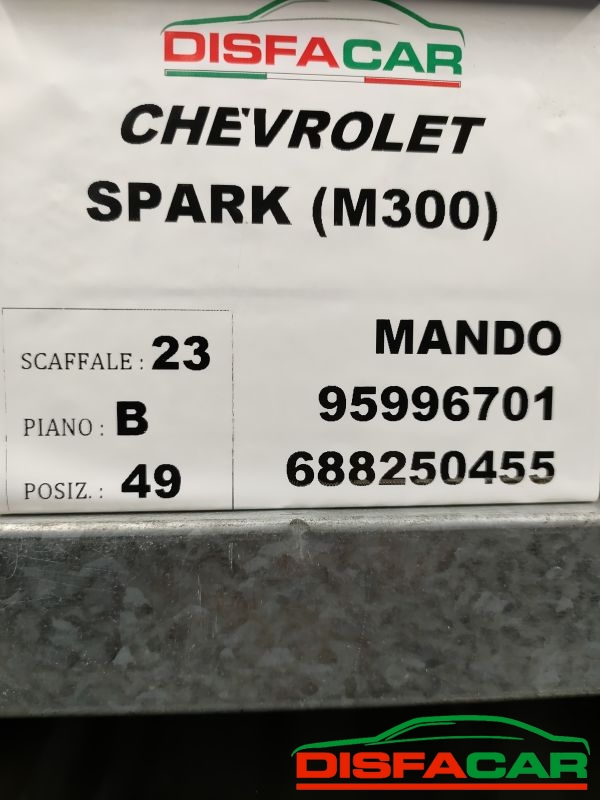 DISFACAR
CHEVROLET
SPARK (M300)
SCAFFALE : 23
PIANO : B
POSIZ. : 49
MANDO
95996701
688250455
DISFACAR